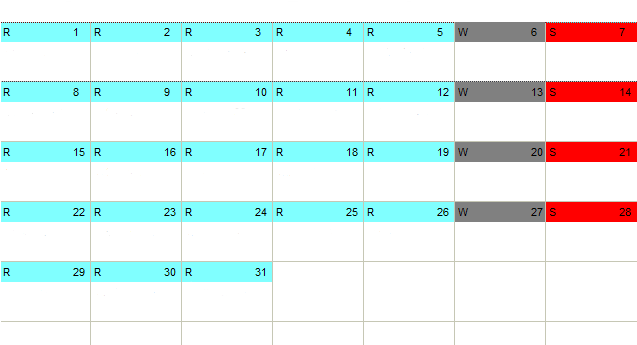 R 1 R 2 R 3 R 4 R 5 W 6 S 7
R 8 R 9 R 10 R 11 R 12 W 13 S 14
R 15 R 16 R 17 R 18 R 19 W 20 S 21
R 22 R 23 R 24 R 25 R 26 W 27 S 28
R 29 R 30 R 31